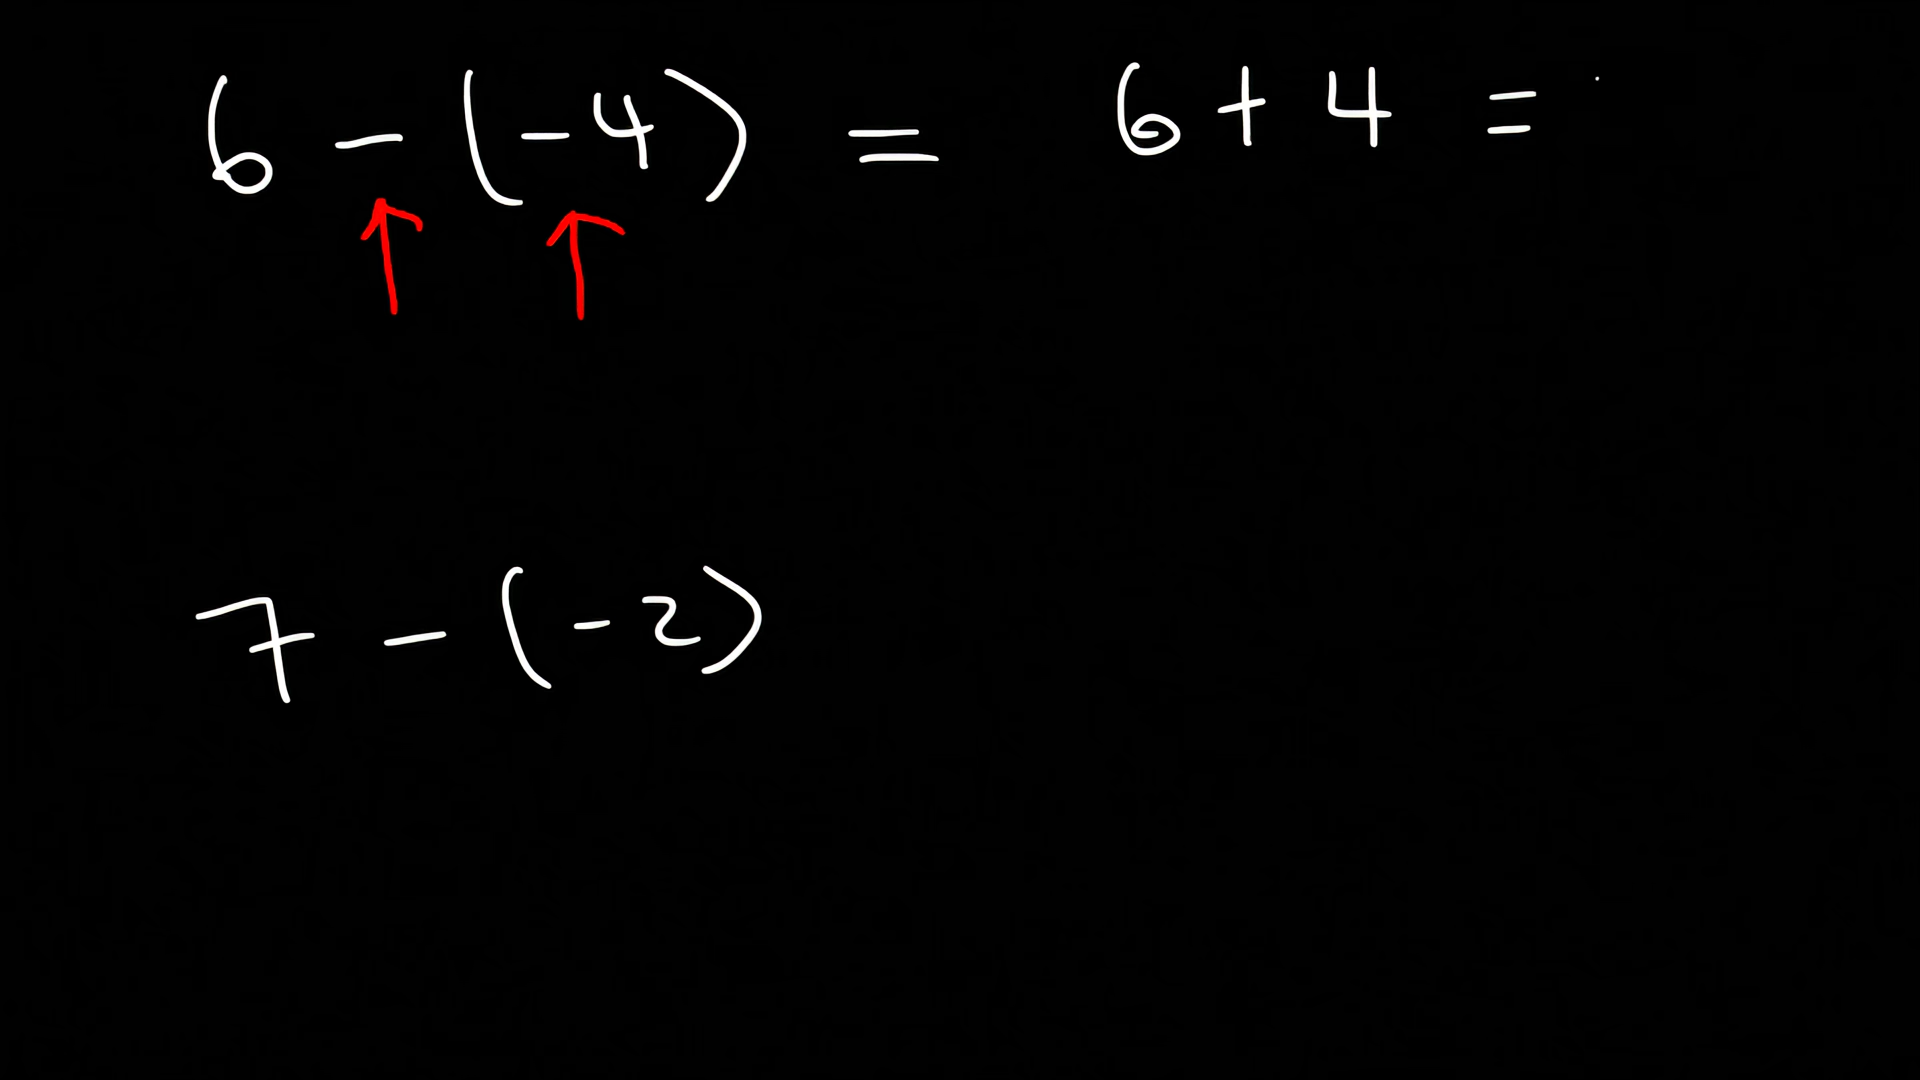 6 - (-4) = 6 + 4 =
7 - (-2)